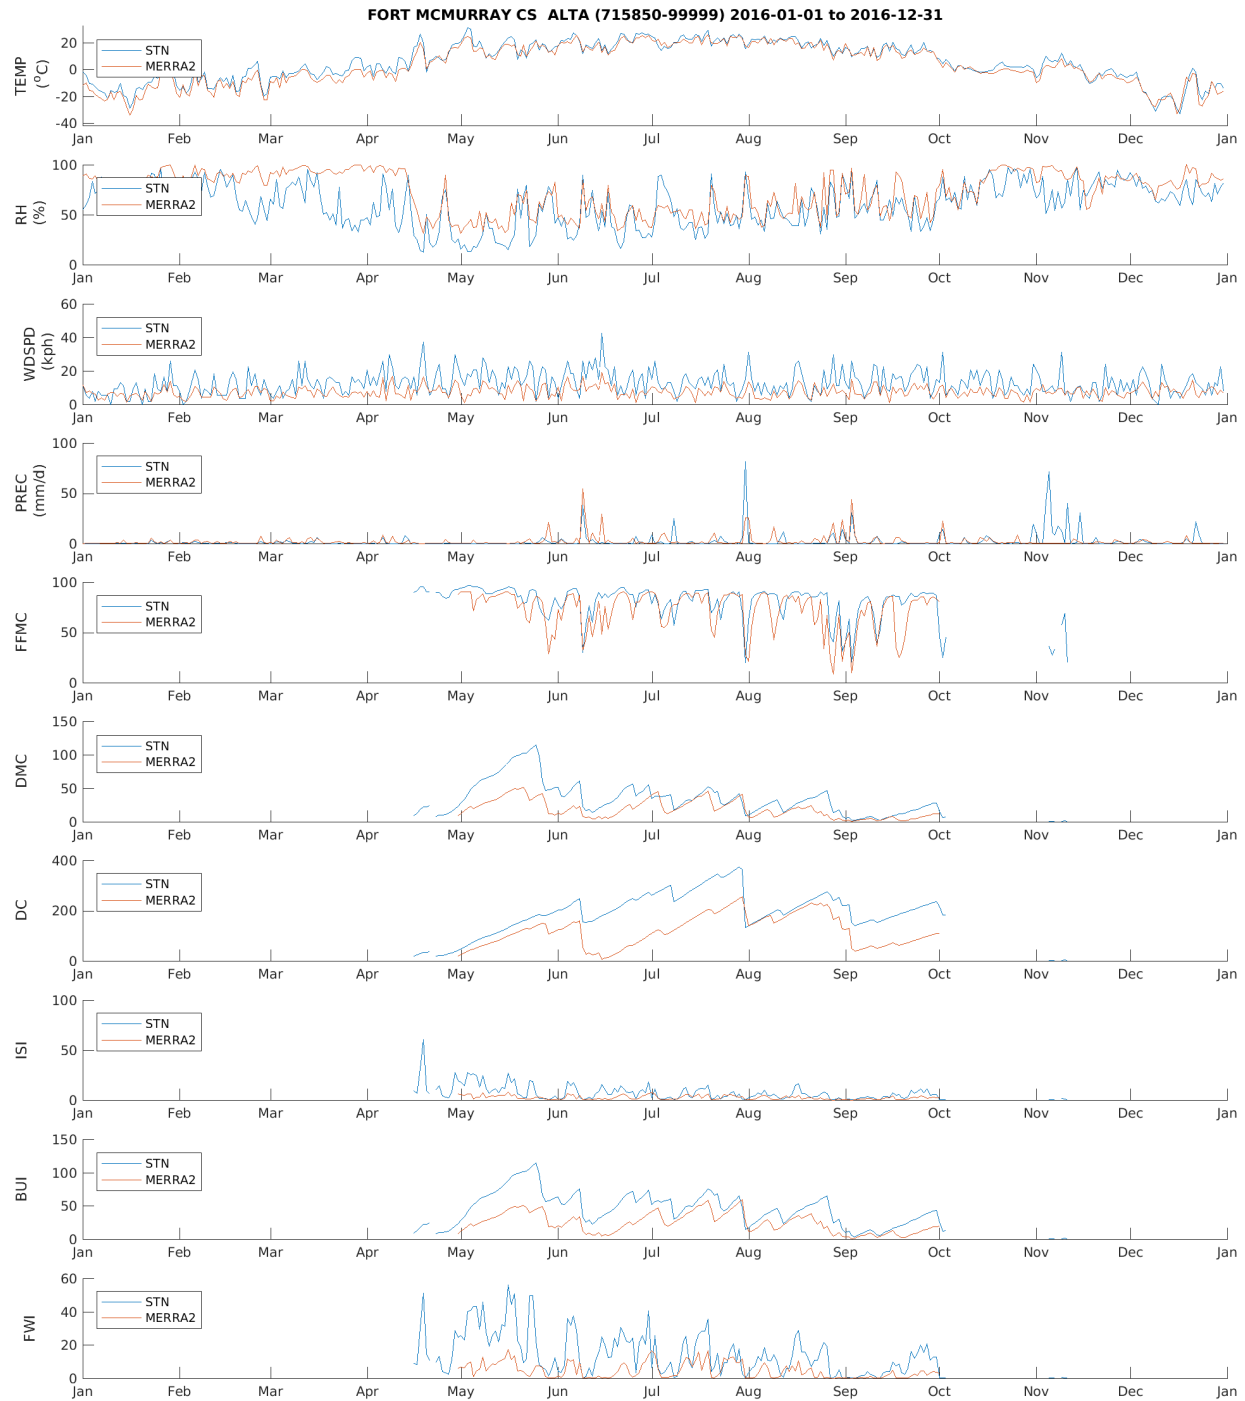 FORT MCMURRAY CS  ALTA (715850-99999) 2016-01-01 to 2016-12-31
TEMP
(°C)
20
0
-20
-40
STN
MERRA2
Jan Feb Mar Apr May Jun Jul Aug Sep Oct Nov Dec Jan
RH
(%)
100
50
0
STN
MERRA2
Jan Feb Mar Apr May Jun Jul Aug Sep Oct Nov Dec Jan
WDSPD
(kph)
60
40
20
0
STN
MERRA2
Jan Feb Mar Apr May Jun Jul Aug Sep Oct Nov Dec Jan
PREC
(mm/d)
100
50
0
STN
MERRA2
Jan Feb Mar Apr May Jun Jul Aug Sep Oct Nov Dec Jan
FFMC
100
50
0
STN
MERRA2
Jan Feb Mar Apr May Jun Jul Aug Sep Oct Nov Dec Jan
DMC
150
100
50
0
STN
MERRA2
Jan Feb Mar Apr May Jun Jul Aug Sep Oct Nov Dec Jan
DC
400
200
0
STN
MERRA2
Jan Feb Mar Apr May Jun Jul Aug Sep Oct Nov Dec Jan
ISI
100
50
0
STN
MERRA2
Jan Feb Mar Apr May Jun Jul Aug Sep Oct Nov Dec Jan
BUI
150
100
50
0
STN
MERRA2
Jan Feb Mar Apr May Jun Jul Aug Sep Oct Nov Dec Jan
FWI
60
40
20
0
STN
MERRA2
Jan Feb Mar Apr May Jun Jul Aug Sep Oct Nov Dec Jan